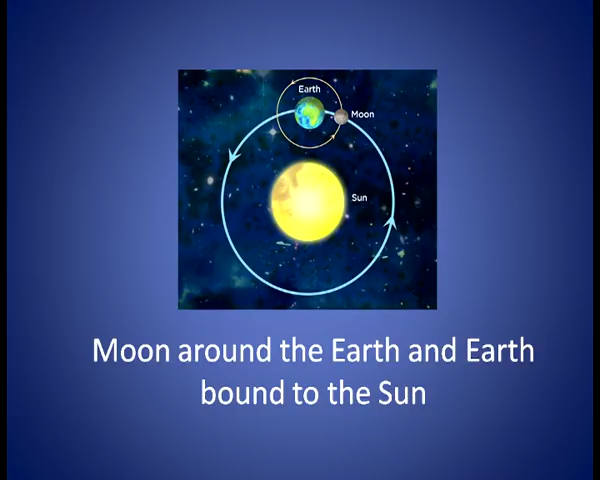 Earth
Moon
Sun
Moon around the Earth and Earth
bound to the Sun